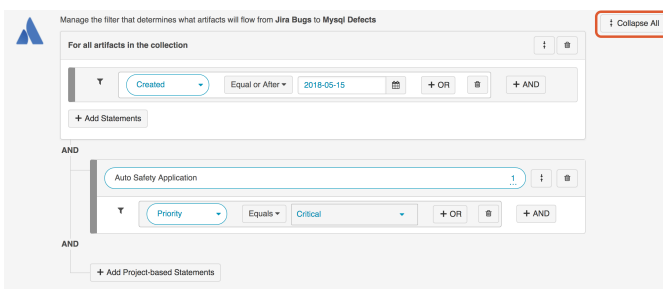 Manage the filter that determines what artifacts will flow from Jira Bugs to Mysql Defects
Collapse All
For all artifacts in the collection
Created Equal or After 2018-05-15 + OR + AND
+ Add Statements
AND
Auto Safety Application 1
Priority Equals Critical + OR + AND
AND
+ Add Project-based Statements